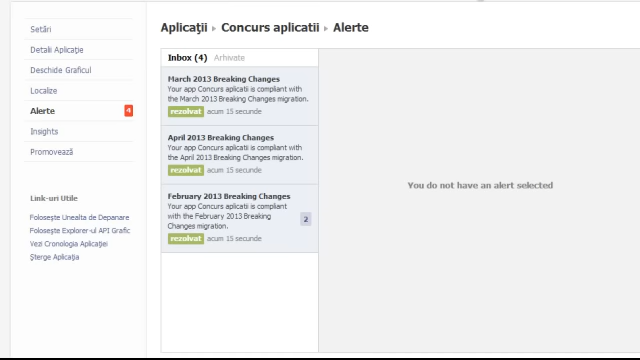 Setări
Detalii Aplicaţie
Deschide Graficul
Localize
Alerte 4
Insights
Promovează
Link-uri Utile
Foloseşte Unealta de Depanare
Foloseşte Explorer-ul API Grafic
Vezi Cronologia Aplicaţiei
Şterge Aplicaţia
Aplicaţii ▸ Concurs aplicatii ▸ Alerte
Inbox (4) Arhivate
March 2013 Breaking Changes
Your app Concurs aplicatii is compliant with
the March 2013 Breaking Changes migration.
rezolvat acum 15 secunde
April 2013 Breaking Changes
Your app Concurs aplicatii is compliant with
the April 2013 Breaking Changes migration.
rezolvat acum 15 secunde
February 2013 Breaking Changes
Your app Concurs aplicatii is compliant
with the February 2013 Breaking
Changes migration.
2
rezolvat acum 15 secunde
You do not have an alert selected